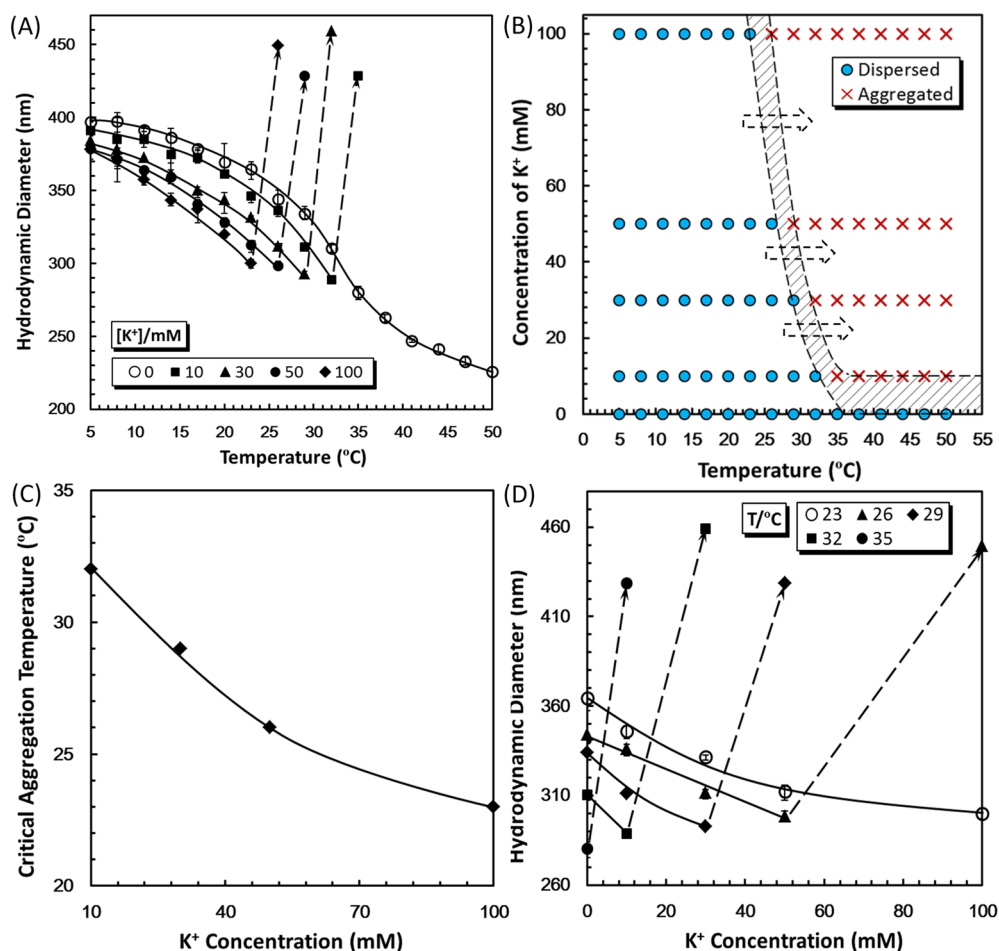 (A)
Hydrodynamic Diameter (nm)
450
400
350
300
250
200
[K⁺]/mM
0 10 30 50 100
5 10 15 20 25 30 35 40 45 50
Temperature (°C)
(B)
Concentration of K⁺ (mM)
100
80
60
40
20
0
Dispersed
Aggregated
0 5 10 15 20 25 30 35 40 45 50 55
Temperature (°C)
(C)
Critical Aggregation Temperature (°C)
35
30
25
20
10 40 70 100
K⁺ Concentration (mM)
(D)
Hydrodynamic Diameter (nm)
460
410
360
310
260
T/°C
23 26 29
32 35
0 20 40 60 80 100
K⁺ Concentration (mM)